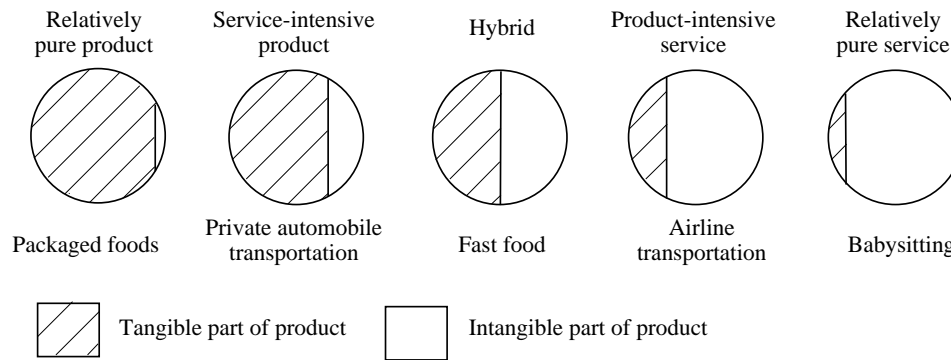 Relatively
pure product
Service-intensive
product
Hybrid
Product-intensive
service
Relatively
pure service
Packaged foods
Private automobile
transportation
Fast food
Airline
transportation
Babysitting
Tangible part of product
Intangible part of product